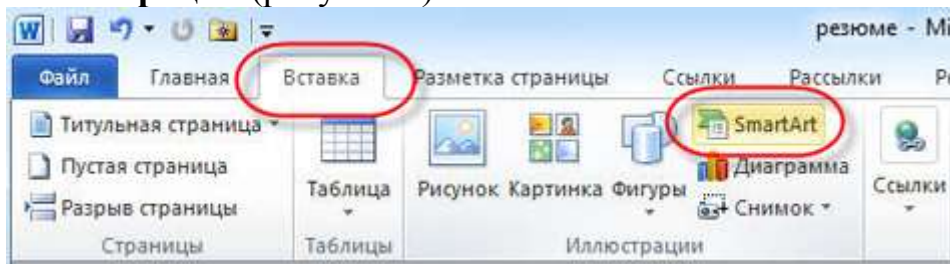 резюме - Mi
Файл Главная Вставка Разметка страницы Ссылки Рассылки
Титульная страница
Пустая страница
Разрыв страницы
Таблица
Рисунок Картинка Фигуры
SmartArt
Диаграмма
Снимок
Ссылки
Страницы Таблицы Иллюстрации